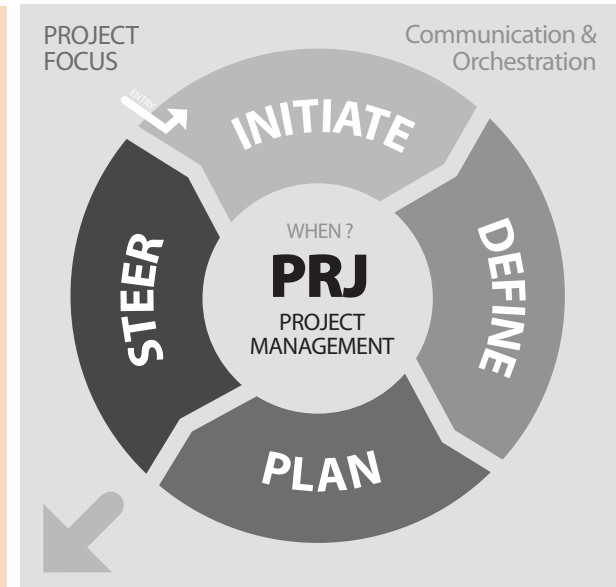 PROJECT
FOCUS
Communication &
Orchestration
ENTRY
INITIATE
DEFINE
PLAN
STEER
WHEN ?
PRJ
PROJECT
MANAGEMENT